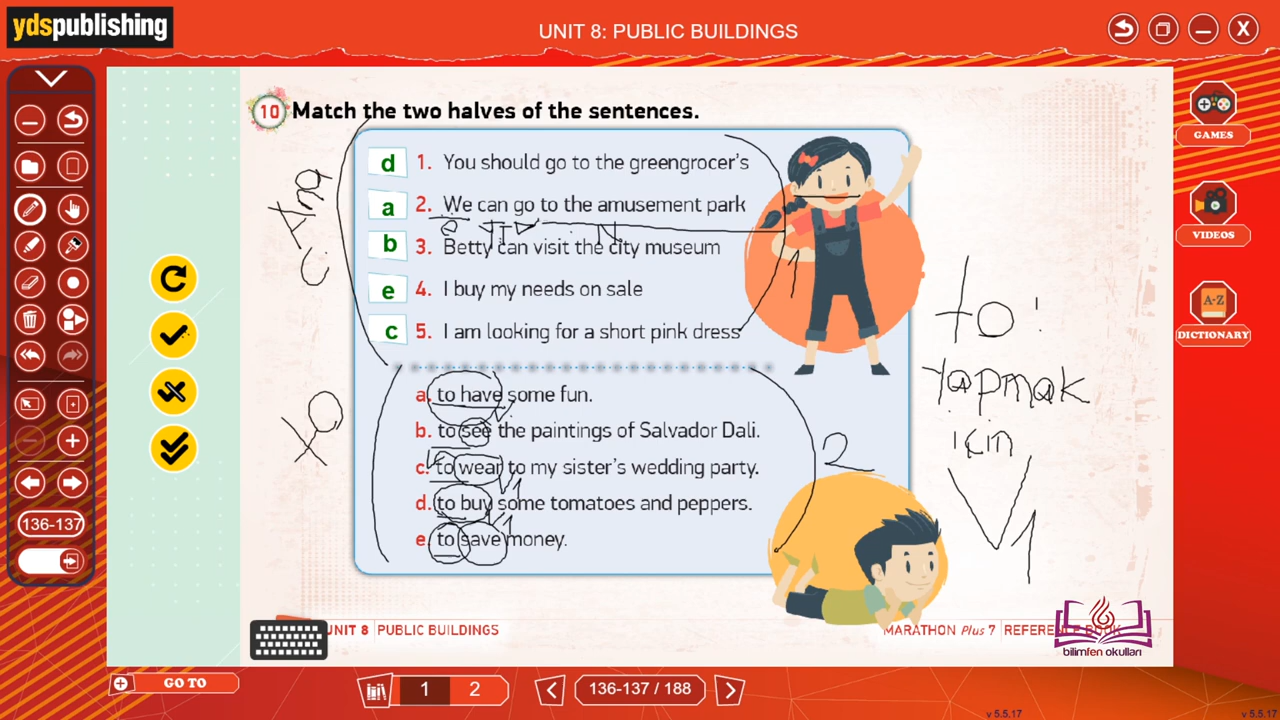 ydspublishing
UNIT 8: PUBLIC BUILDINGS
X
10 Match the two halves of the sentences.
d 1. You should go to the greengrocer's
a 2. We can go to the amusement park
b 3. Betty can visit the city museum
e 4. I buy my needs on sale
c 5. I am looking for a short pink dress
a. to have some fun.
b. to see the paintings of Salvador Dali.
c. to wear to my sister's wedding party.
d. to buy some tomatoes and peppers.
e. to save money.
C. Ana
Yo
1
2
to:
yapmak
için
V1
GAMES
VIDEOS
A-Z
DICTIONARY
136-137
UNIT 8 PUBLIC BUILDINGS
MARATHON Plus 7 REFERENCE BOOK
bilimfen okulları
GO TO
1 2
136-137 / 188
v 5.5.17
v 5.5.17